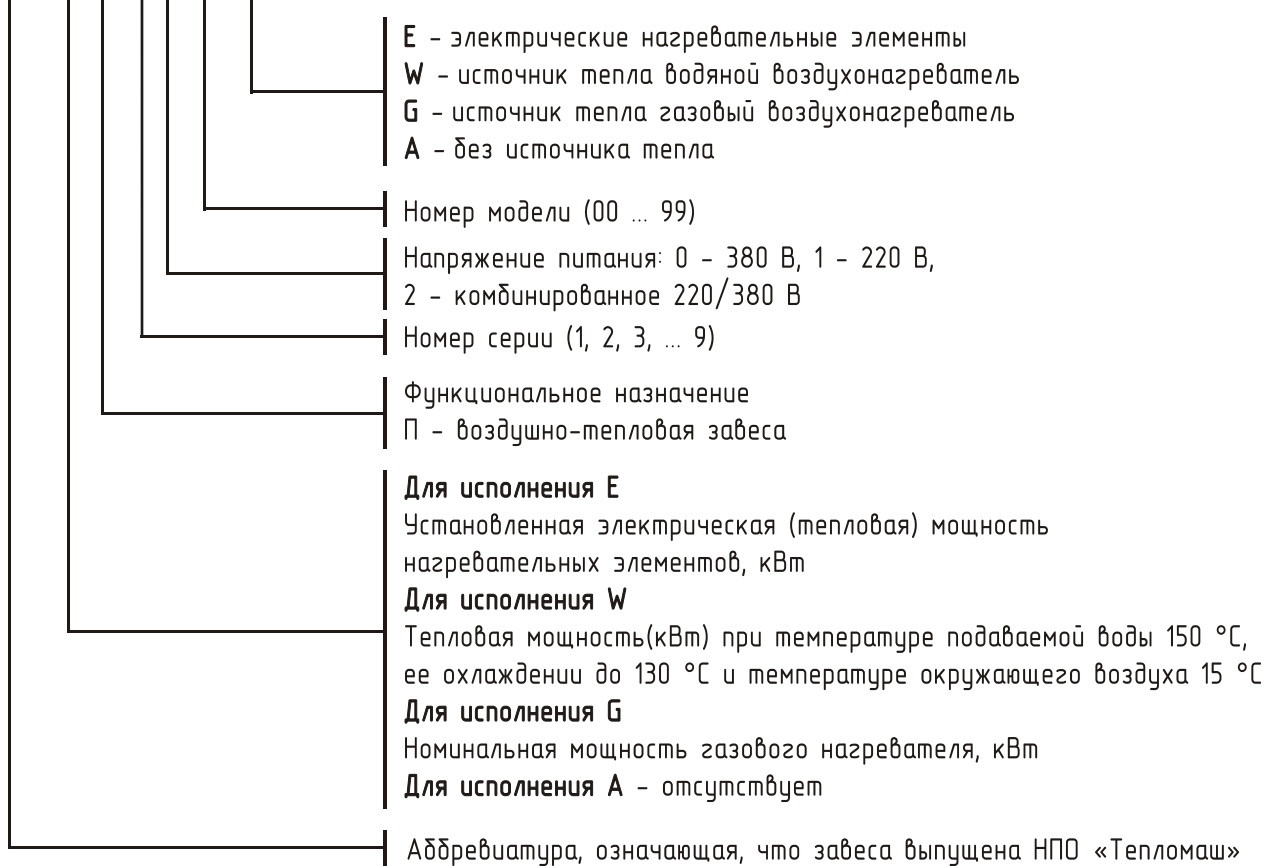 E – электрические нагревательные элементы
W – источник тепла водяной воздухонагреватель
G – источник тепла газовый воздухонагреватель
A – без источника тепла
Номер модели (00 ... 99)
Напряжение питания: 0 – 380 В, 1 – 220 В,
2 – комбинированное 220/380 В
Номер серии (1, 2, 3, ... 9)
Функциональное назначение
П – воздушно-тепловая завеса
Для исполнения E
Установленная электрическая (тепловая) мощность
нагревательных элементов, кВт
Для исполнения W
Тепловая мощность(кВт) при температуре подаваемой воды 150 °C,
ее охлаждении до 130 °C и температуре окружающего воздуха 15 °C
Для исполнения G
Номинальная мощность газового нагревателя, кВт
Для исполнения A – отсутствует
Аббревиатура, означающая, что завеса выпущена НПО «Тепломаш»